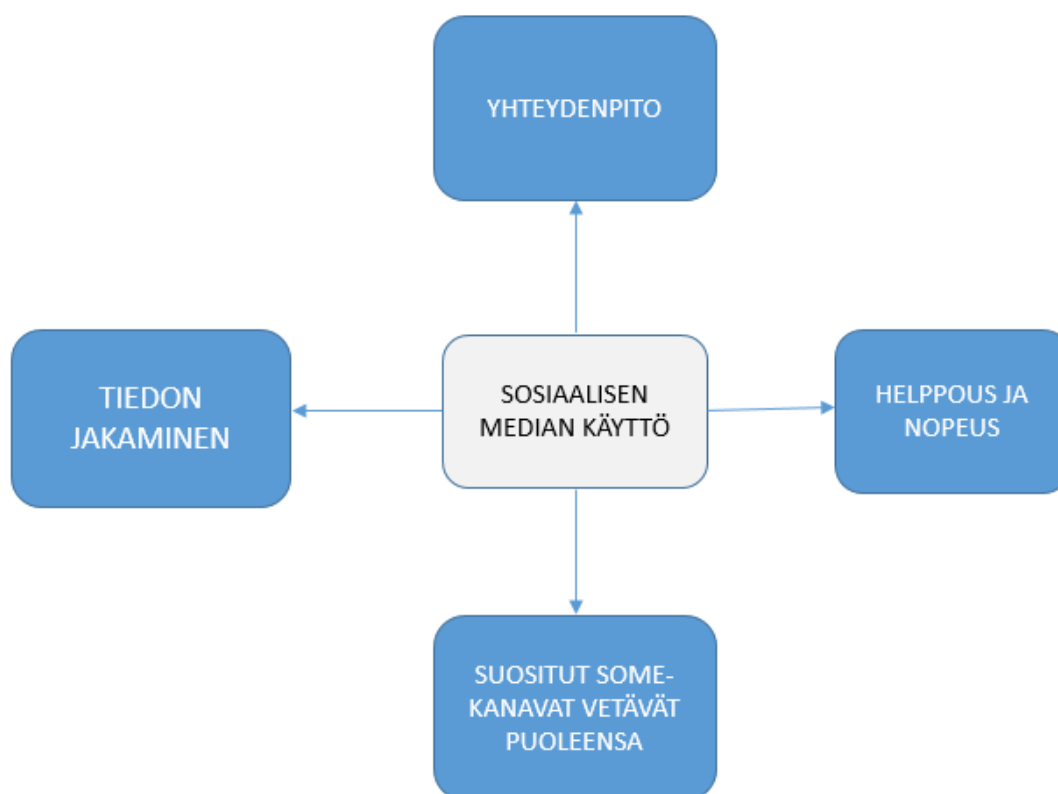 YHTEYDENPITO
TIEDON
JAKAMINEN
SOSIAALISEN
MEDIAN KÄYTTÖ
HELPPOUS JA
NOPEUS
SUOSITUT SOME-
KANAVAT VETÄVÄT
PUOLEENSA